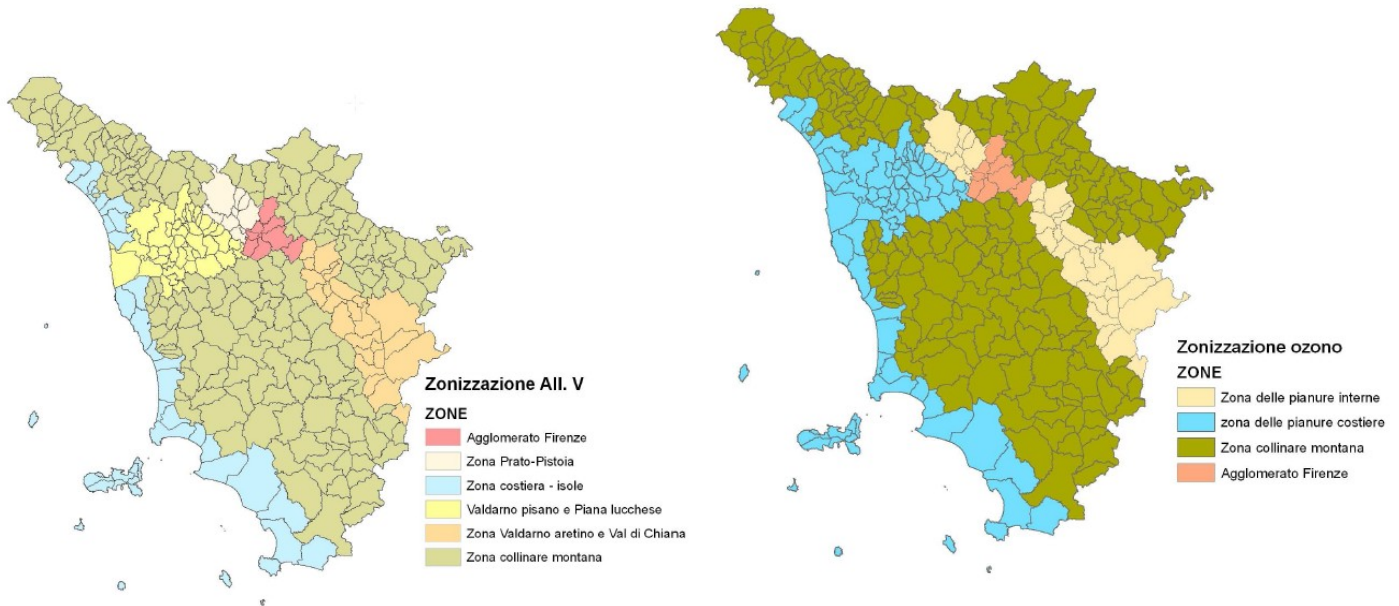 Zonizzazione All. V
ZONE
Agglomerato Firenze
Zona Prato-Pistoia
Zona costiera - isole
Valdarno pisano e Piana lucchese
Zona Valdarno aretino e Val di Chiana
Zona collinare montana
Zonizzazione ozono
ZONE
Zona delle pianure interne
zona delle pianure costiere
Zona collinare montana
Agglomerato Firenze